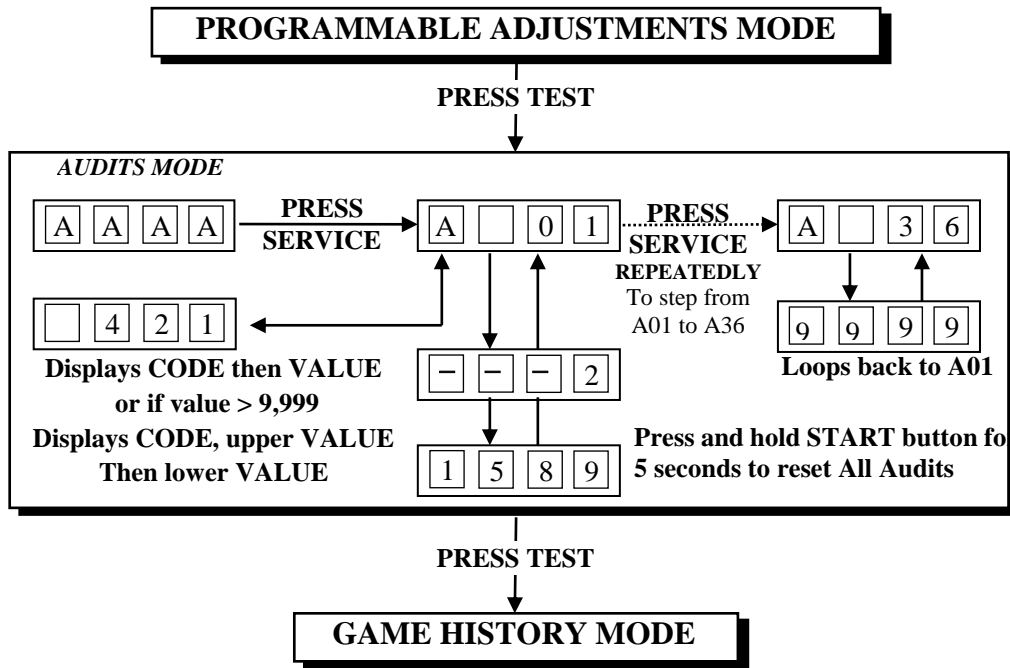 PROGRAMMABLE ADJUSTMENTS MODE
PRESS TEST
AUDITS MODE
A A A A
PRESS
SERVICE
A 0 1
PRESS
SERVICE
REPEATEDLY
To step from
A01 to A36
A 3 6
4 2 1
9 9 9 9
Loops back to A01
Displays CODE then VALUE
or if value > 9,999
Displays CODE, upper VALUE
Then lower VALUE
– – – 2
1 5 8 9
Press and hold START button fo
5 seconds to reset All Audits
PRESS TEST
GAME HISTORY MODE